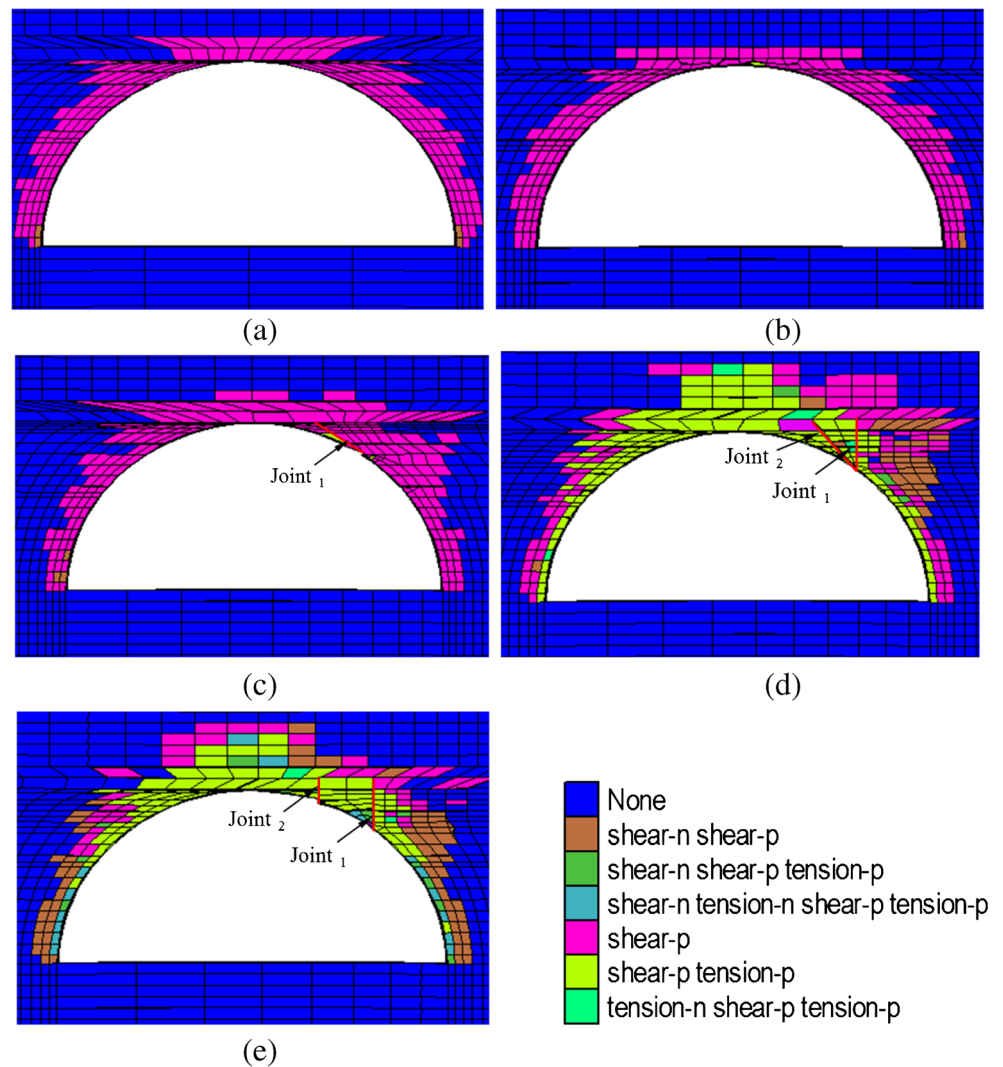 (a)
(b)
Joint 1
(c)
Joint 2
Joint 1
(d)
Joint 2
Joint 1
(e)
None
shear-n shear-p
shear-n shear-p tension-p
shear-n tension-n shear-p tension-p
shear-p
shear-p tension-p
tension-n shear-p tension-p